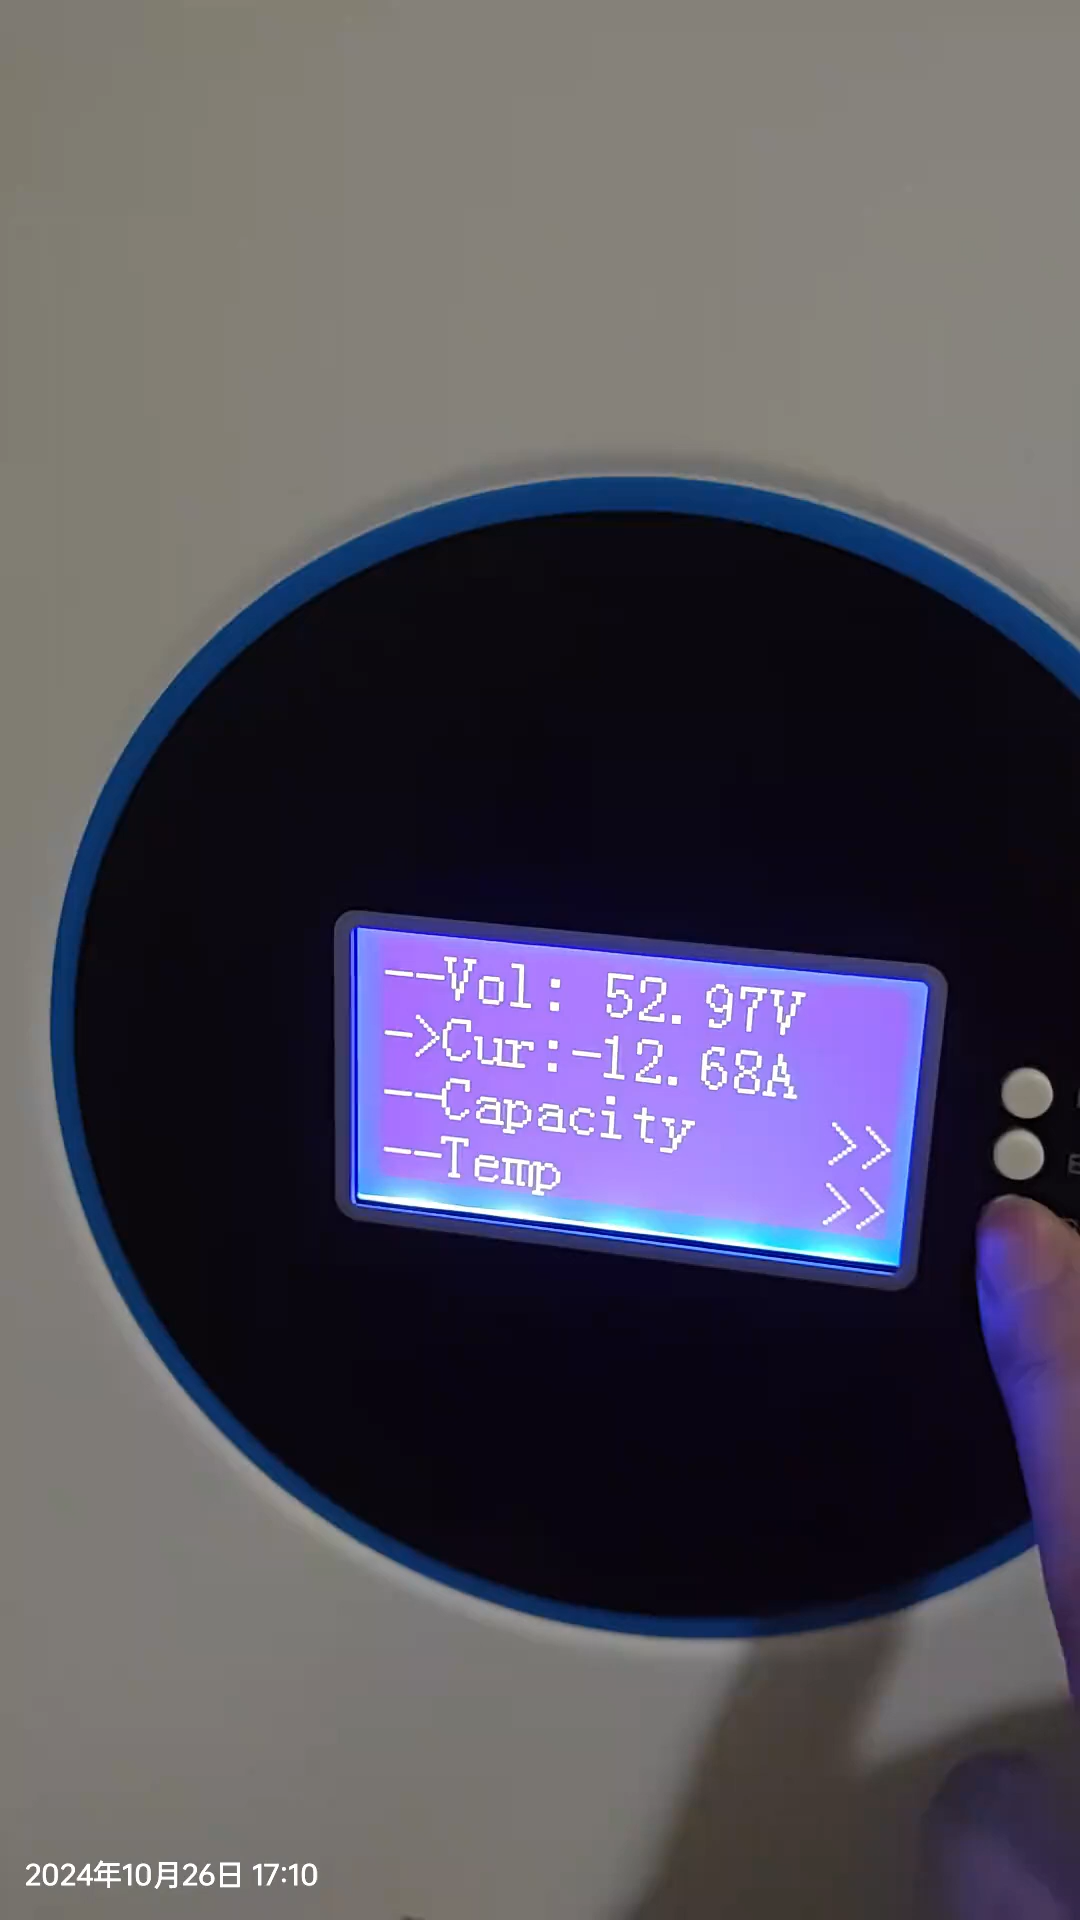 --Vol: 52.97V
->Cur:-12.68A
--Capacity >>
--Temp >>
2024年10月26日 17:10